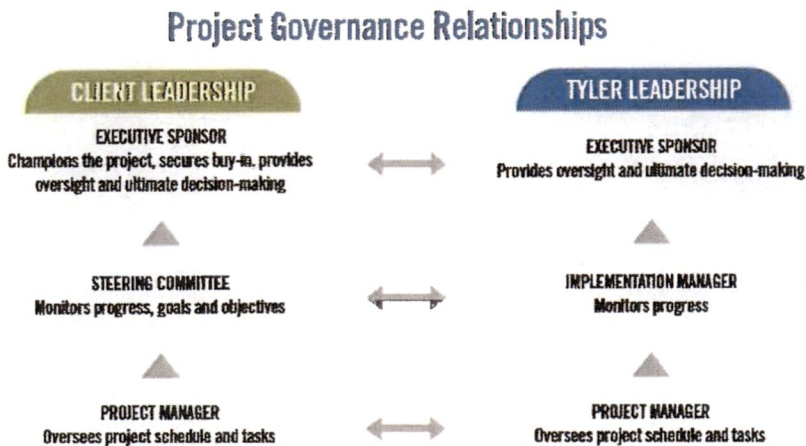 Project Governance Relationships
CLIENT LEADERSHIP
EXECUTIVE SPONSOR
Champions the project, secures buy-in, provides
oversight and ultimate decision-making
STEERING COMMITTEE
Monitors progress, goals and objectives
PROJECT MANAGER
Oversees project schedule and tasks
TYLER LEADERSHIP
EXECUTIVE SPONSOR
Provides oversight and ultimate decision-making
IMPLEMENTATION MANAGER
Monitors progress
PROJECT MANAGER
Oversees project schedule and tasks